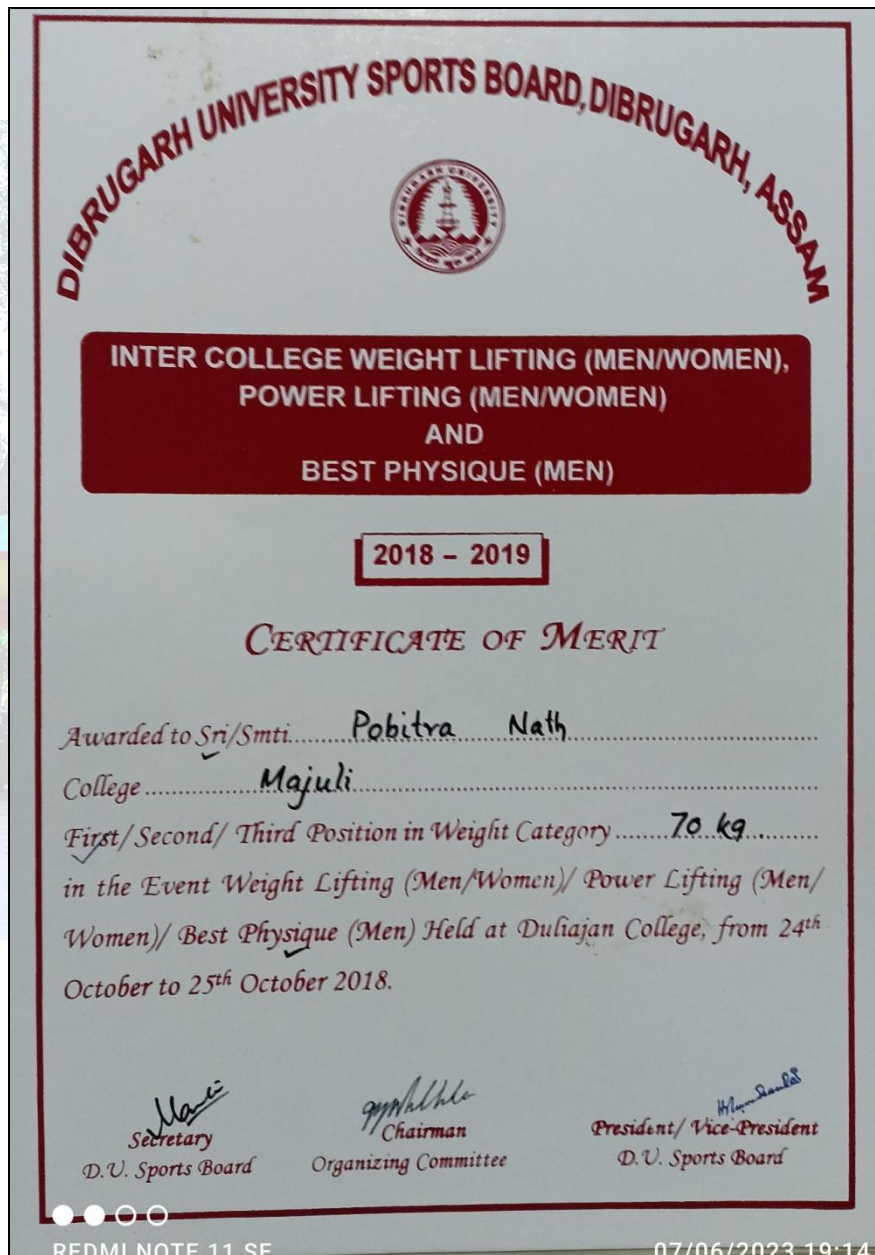 DIBRUGARH UNIVERSITY SPORTS BOARD, DIBRUGARH, ASSAM
DIBRUGARH UNIVERSITY
INTER COLLEGE WEIGHT LIFTING (MEN/WOMEN),
POWER LIFTING (MEN/WOMEN)
AND
BEST PHYSIQUE (MEN)
2018 – 2019
CERTIFICATE OF MERIT
Awarded to Sri/Smti............Pobitra Nath............
College............Majuli............
First/ Second/ Third Position in Weight Category ........70 kg.........
in the Event Weight Lifting (Men/Women)/ Power Lifting (Men/
Women)/ Best Physique (Men) Held at Duliajan College, from 24th
October to 25th October 2018.
Secretary
D.U. Sports Board
Chairman
Organizing Committee
President/ Vice-President
D.U. Sports Board
REDMI NOTE 11 SE
07/06/2023 19:14